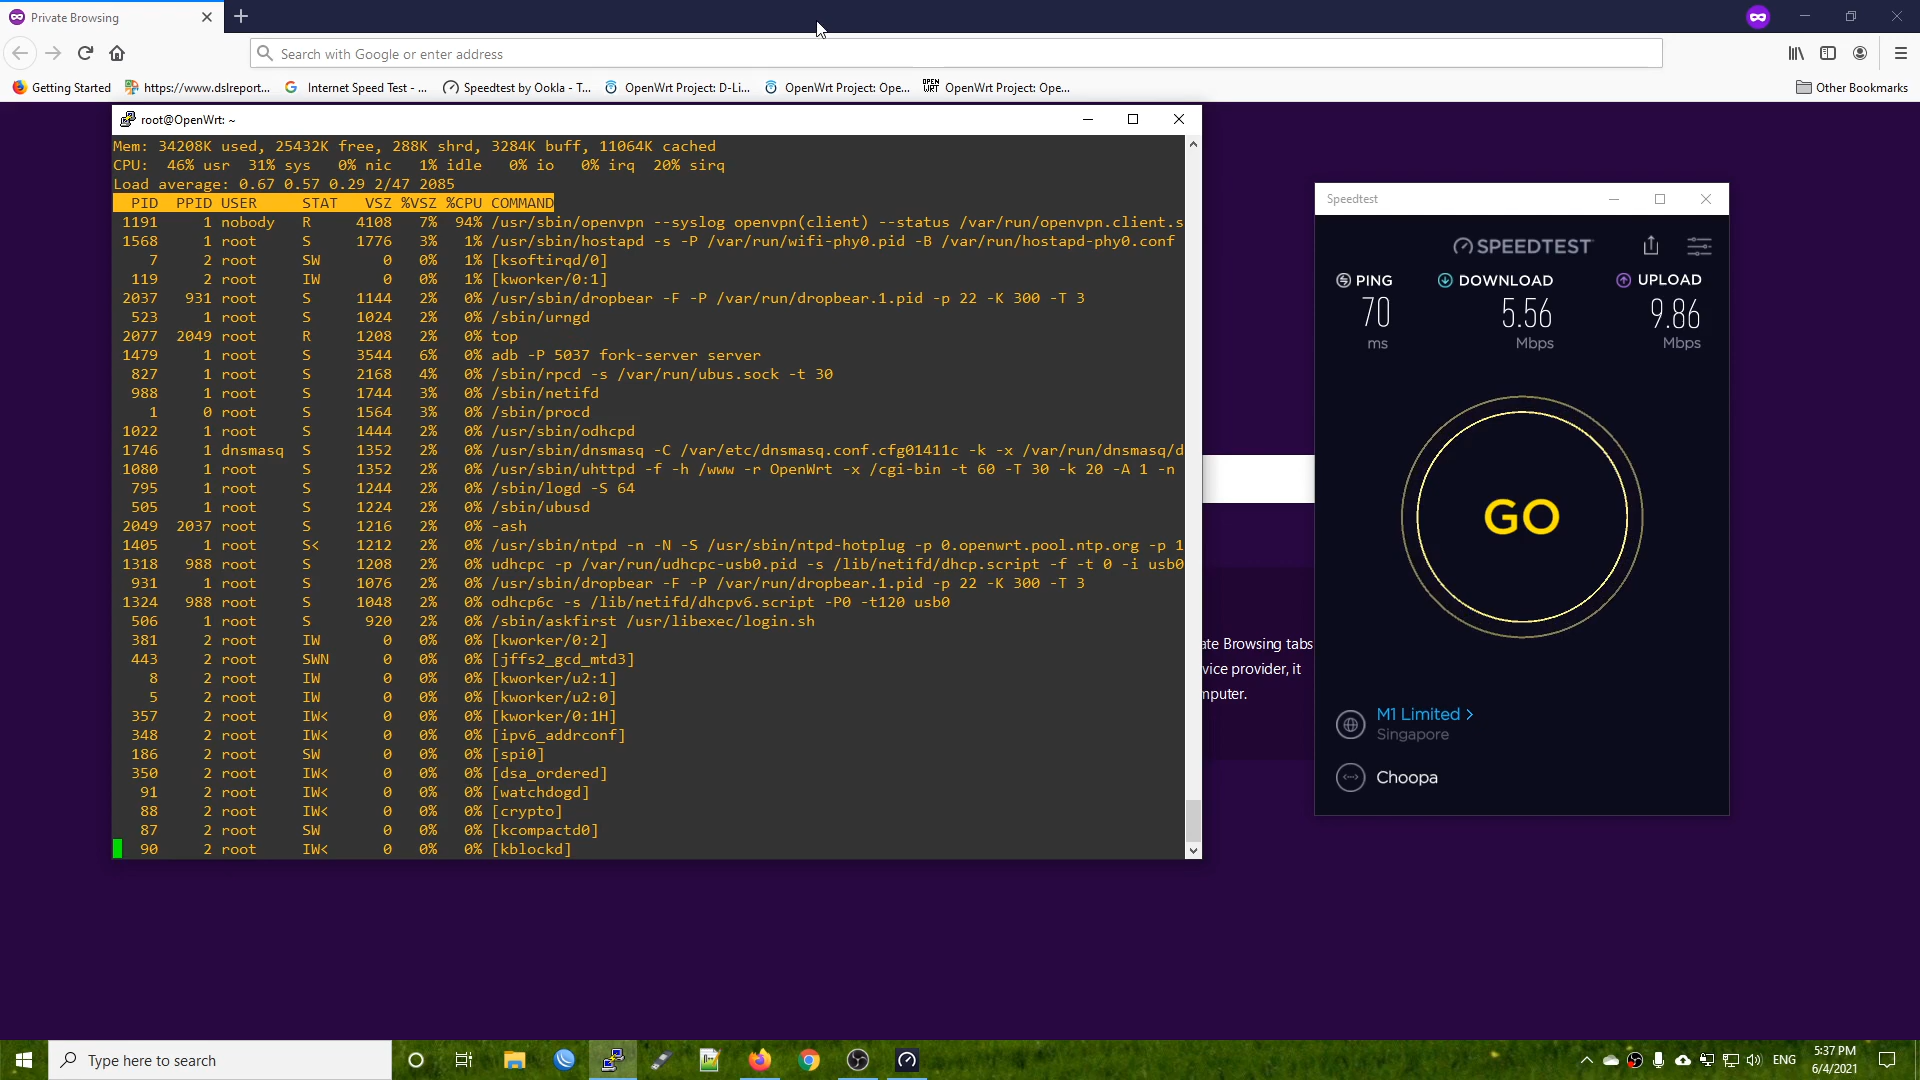 Private Browsing
Search with Google or enter address
Getting Started
https://www.dslreport...
Internet Speed Test - ...
Speedtest by Ookla - T...
OpenWrt Project: D-Li...
OpenWrt Project: Ope...
OPEN WRT
OpenWrt Project: Ope...
Other Bookmarks
root@OpenWrt: ~
Mem: 34208K used, 25432K free, 288K shrd, 3284K buff, 11064K cached
CPU: 46% usr 31% sys 0% nic 1% idle 0% io 0% irq 20% sirq
Load average: 0.67 0.57 0.29 2/47 2085
PID PPID USER STAT VSZ %VSZ %CPU COMMAND
1191 1 nobody R 4108 7% 94% /usr/sbin/openvpn --syslog openvpn(client) --status /var/run/openvpn.client.s
1568 1 root S 1776 3% 1% /usr/sbin/hostapd -s -P /var/run/wifi-phy0.pid -B /var/run/hostapd-phy0.conf
7 2 root SW 0 0% 1% [ksoftirqd/0]
119 2 root IW 0 0% 1% [kworker/0:1]
2037 931 root S 1144 2% 0% /usr/sbin/dropbear -F -P /var/run/dropbear.1.pid -p 22 -K 300 -T 3
523 1 root S 1024 2% 0% /sbin/urngd
2077 2049 root R 1208 2% 0% top
1479 1 root S 3544 6% 0% adb -P 5037 fork-server server
827 1 root S 2168 4% 0% /sbin/rpcd -s /var/run/ubus.sock -t 30
988 1 root S 1744 3% 0% /sbin/netifd
1 0 root S 1564 3% 0% /sbin/procd
1022 1 root S 1444 2% 0% /usr/sbin/odhcpd
1746 1 dnsmasq S 1352 2% 0% /usr/sbin/dnsmasq -C /var/etc/dnsmasq.conf.cfg01411c -k -x /var/run/dnsmasq/d
1080 1 root S 1352 2% 0% /usr/sbin/uhttpd -f -h /www -r OpenWrt -x /cgi-bin -t 60 -T 30 -k 20 -A 1 -n
795 1 root S 1244 2% 0% /sbin/logd -S 64
505 1 root S 1224 2% 0% /sbin/ubusd
2049 2037 root S 1216 2% 0% -ash
1405 1 root S< 1212 2% 0% /usr/sbin/ntpd -n -N -S /usr/sbin/ntpd-hotplug -p 0.openwrt.pool.ntp.org -p 1
1318 988 root S 1208 2% 0% udhcpc -p /var/run/udhcpc-usb0.pid -s /lib/netifd/dhcp.script -f -t 0 -i usb0
931 1 root S 1076 2% 0% /usr/sbin/dropbear -F -P /var/run/dropbear.1.pid -p 22 -K 300 -T 3
1324 988 root S 1048 2% 0% odhcp6c -s /lib/netifd/dhcpv6.script -P0 -t120 usb0
506 1 root S 920 2% 0% /sbin/askfirst /usr/libexec/login.sh
381 2 root IW 0 0% 0% [kworker/0:2]
443 2 root SWN 0 0% 0% [jffs2_gcd_mtd3]
8 2 root IW 0 0% 0% [kworker/u2:1]
5 2 root IW 0 0% 0% [kworker/u2:0]
357 2 root IW< 0 0% 0% [kworker/0:1H]
348 2 root IW< 0 0% 0% [ipv6_addrconf]
186 2 root SW 0 0% 0% [spi0]
350 2 root IW< 0 0% 0% [dsa_ordered]
91 2 root IW< 0 0% 0% [watchdogd]
88 2 root IW< 0 0% 0% [crypto]
87 2 root SW 0 0% 0% [kcompactd0]
90 2 root IW< 0 0% 0% [kblockd]
ate Browsing tabs
vice provider, it
mputer.
Speedtest
SPEEDTEST
PING DOWNLOAD UPLOAD
70 5.56 9.86
ms Mbps Mbps
GO
M1 Limited >
Singapore
Choopa
Type here to search
ENG
5:37 PM
6/4/2021